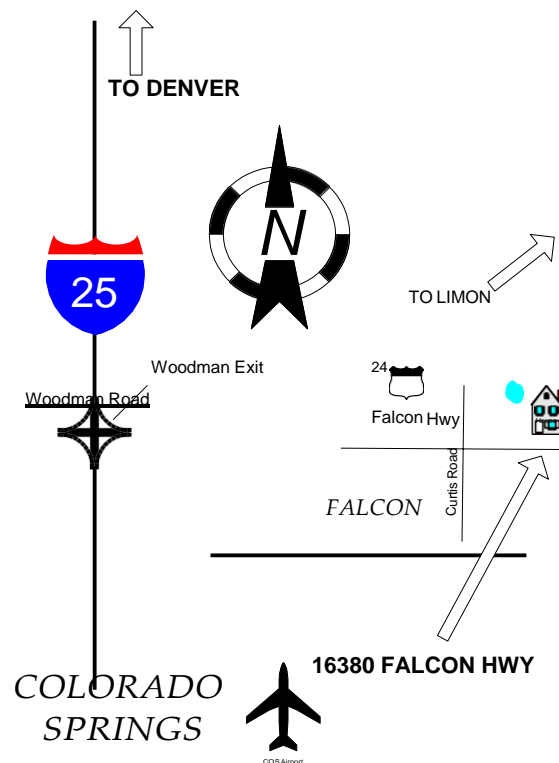 TO DENVER
N
25
TO LIMON
Woodman Exit
24
Woodman Road
Falcon Hwy
Curtis Road
FALCON
16380 FALCON HWY
COLORADO
SPRINGS
COS Airport